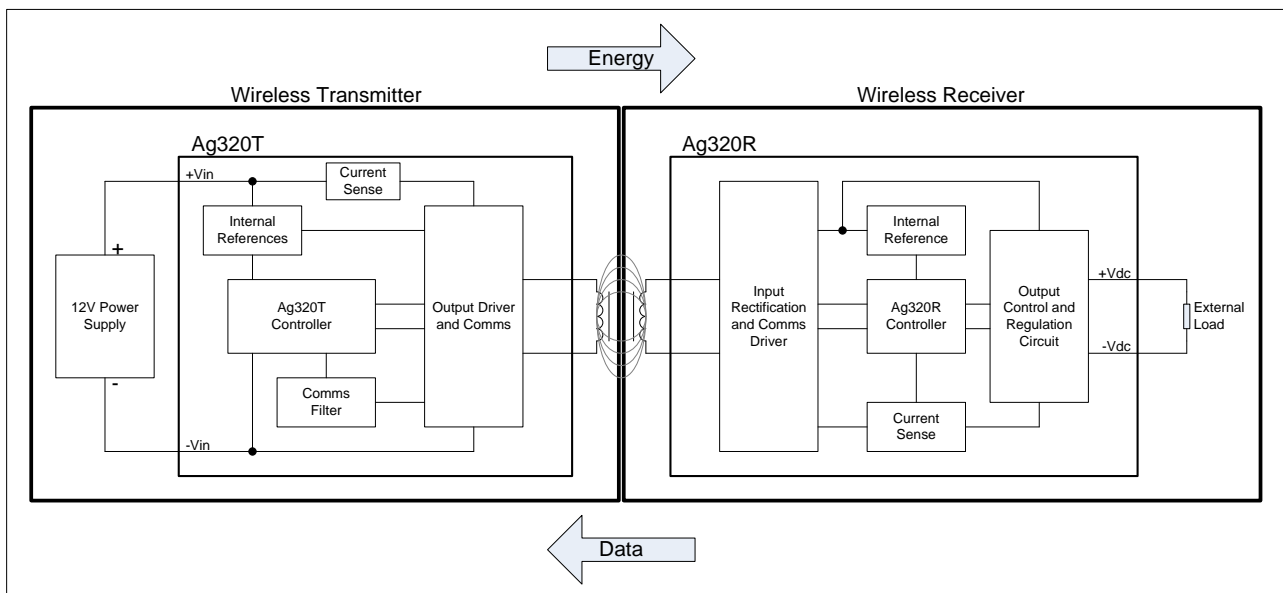 Energy
Wireless Transmitter
Wireless Receiver
Ag320T
Ag320R
+Vin
Current
Sense
Internal
References
+
12V Power
Supply
-
Ag320T
Controller
Output Driver
and Comms
Comms
Filter
-Vin
Input
Rectification
and Comms
Driver
Internal
Reference
Ag320R
Controller
Current
Sense
Output
Control and
Regulation
Circuit
+Vdc
-Vdc
External
Load
Data